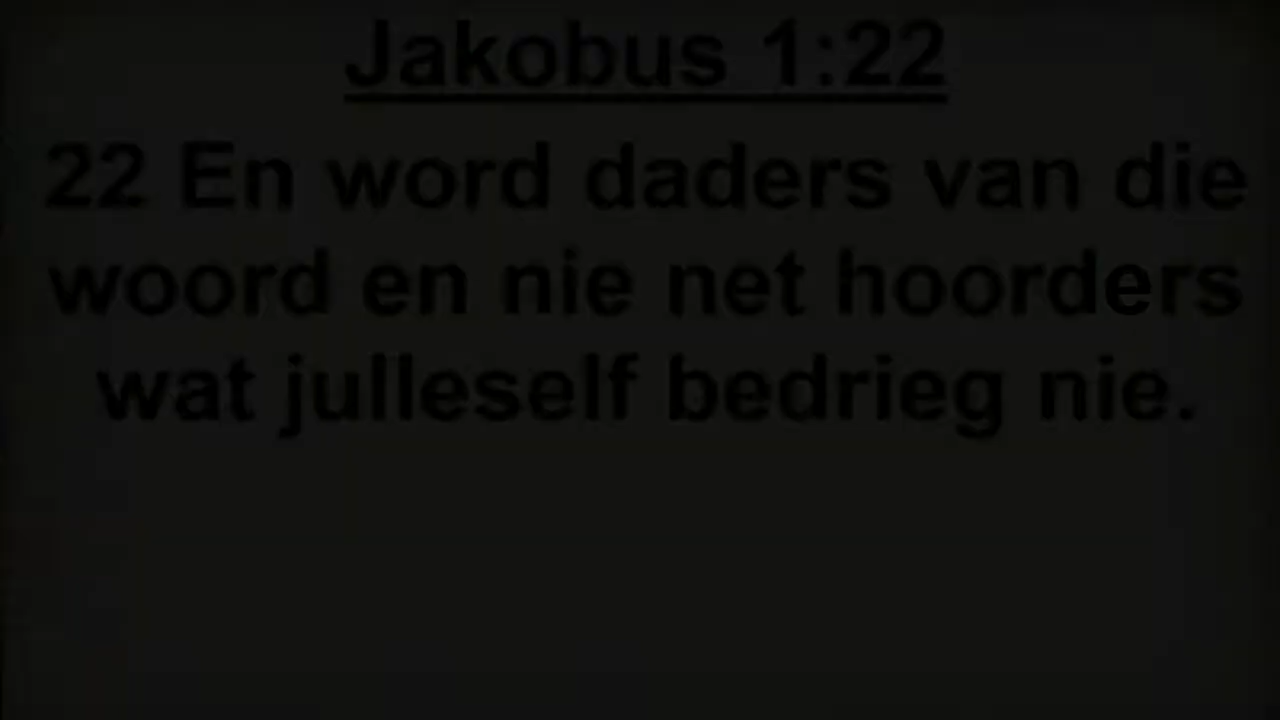 Jakobus 1:22
22 En word daders van die
woord en nie net hoorders
wat julleself bedrieg nie.